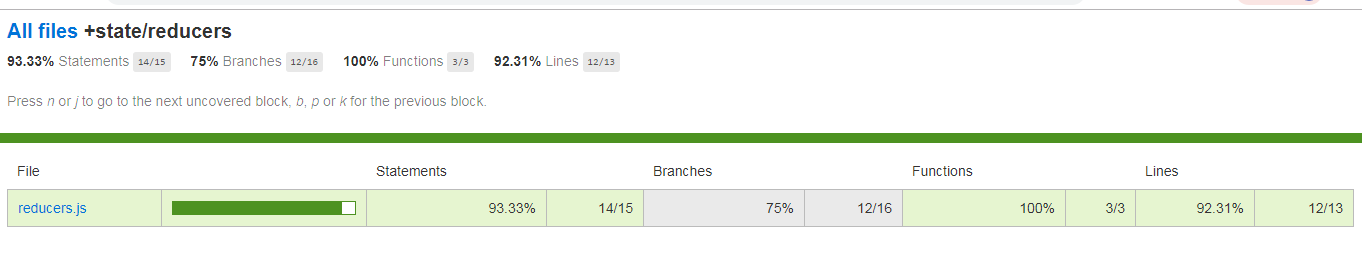 All files +state/reducers
93.33% Statements 14/15 75% Branches 12/16 100% Functions 3/3 92.31% Lines 12/13
Press n or j to go to the next uncovered block, b, p or k for the previous block.
File Statements Branches Functions Lines
reducers.js 93.33% 14/15 75% 12/16 100% 3/3 92.31% 12/13